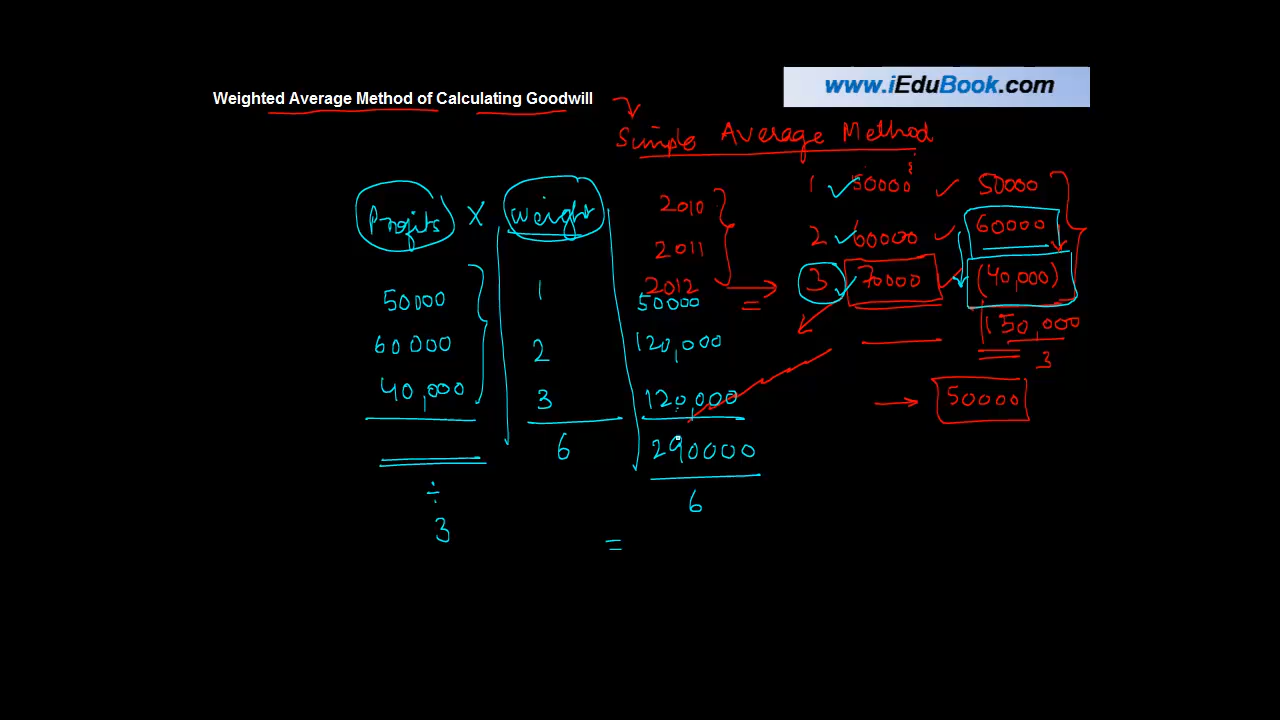 www.iEduBook.com
Weighted Average Method of Calculating Goodwill
Simple Average Method
1 50000 50000
2010
2 60000 60000
2011
3 70000 (40,000)
2012
150,000
3
50000
Profits X Weight
50000 1 50000
60000 2 120,000
40,000 3 120,000
6 290000
÷ 6
3
=
=